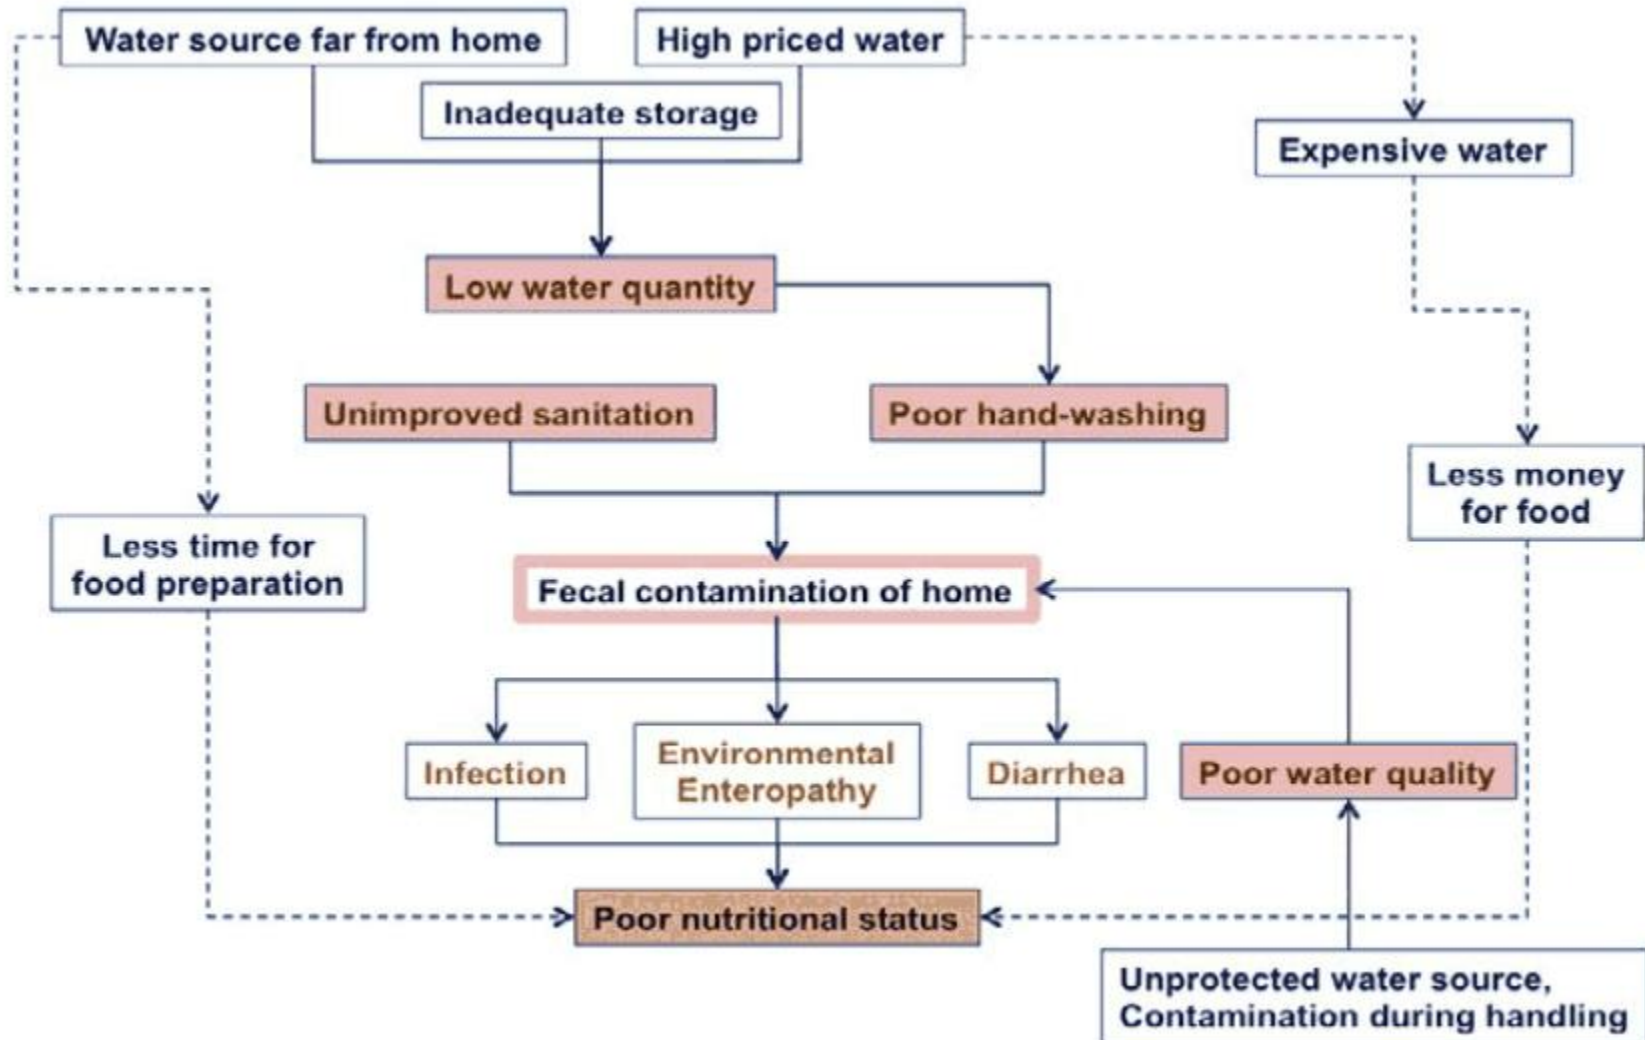 Water source far from home
High priced water
Inadequate storage
Expensive water
Low water quantity
Unimproved sanitation
Poor hand-washing
Less money
for food
Less time for
food preparation
Fecal contamination of home
Infection
Environmental
Enteropathy
Diarrhea
Poor water quality
Poor nutritional status
Unprotected water source,
Contamination during handling